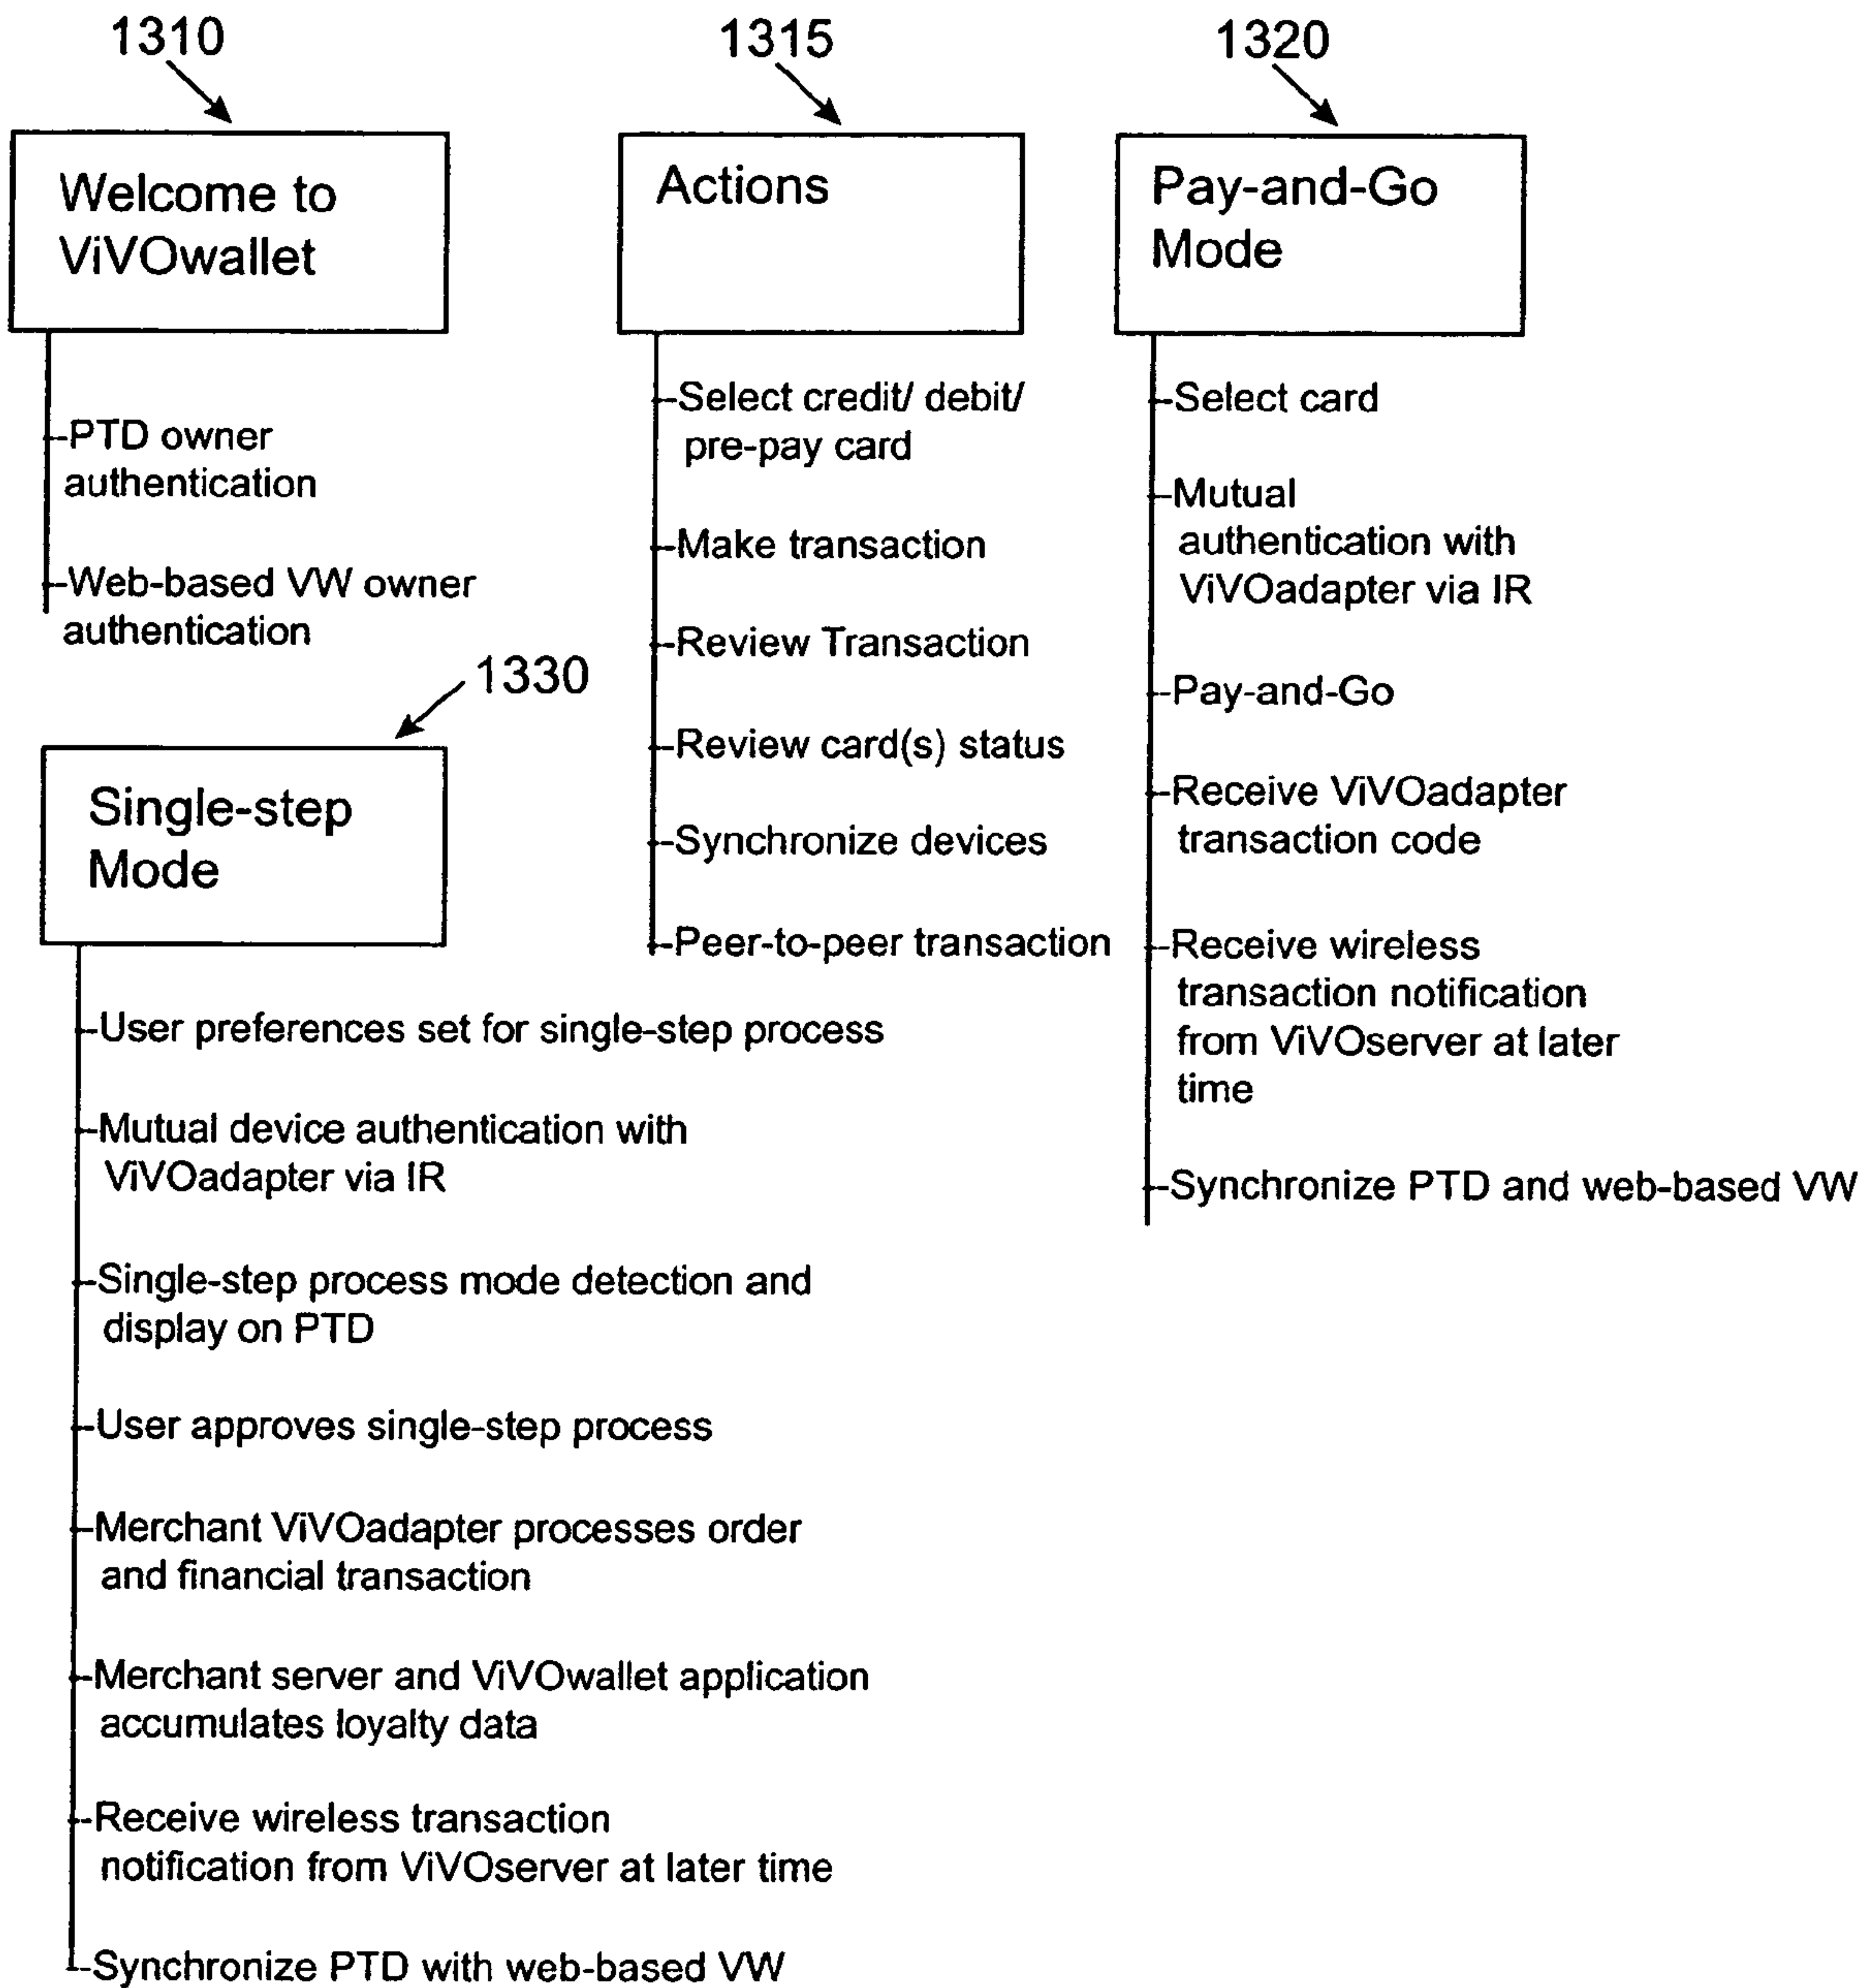 1310
Welcome to
ViVOwallet
-PTD owner
authentication
-Web-based VW owner
authentication
1315
Actions
-Select credit/ debit/
pre-pay card
-Make transaction
-Review Transaction
-Review card(s) status
-Synchronize devices
-Peer-to-peer transaction
1320
Pay-and-Go
Mode
-Select card
-Mutual
authentication with
ViVOadapter via IR
-Pay-and-Go
-Receive ViVOadapter
transaction code
-Receive wireless
transaction notification
from ViVOserver at later
time
-Synchronize PTD and web-based VW
1330
Single-step
Mode
-User preferences set for single-step process
-Mutual device authentication with
ViVOadapter via IR
-Single-step process mode detection and
display on PTD
-User approves single-step process
-Merchant ViVOadapter processes order
and financial transaction
-Merchant server and ViVOwallet application
accumulates loyalty data
-Receive wireless transaction
notification from ViVOserver at later time
-Synchronize PTD with web-based VW